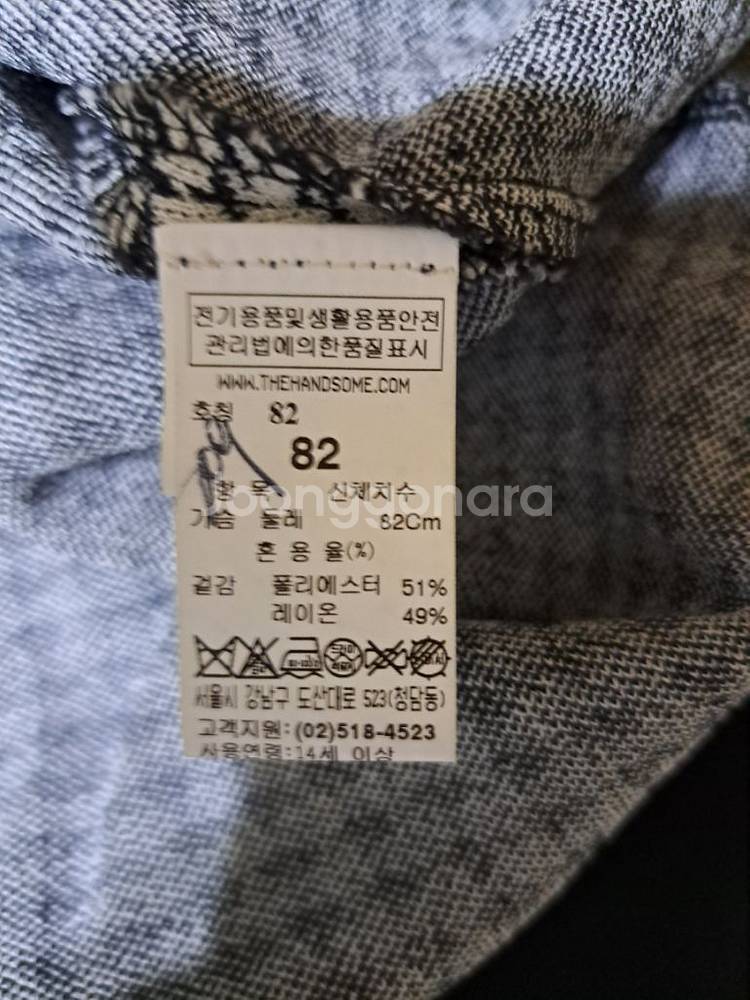 전기용품및생활용품안전
관리법에의한품질표시
WWW.THEHANDSOME.COM
호칭 82
82
항 목 신체치수
Joonggonara
가슴 둘레 82Cm
혼 용 율(%)
겉감 폴리에스터 51%
레이온 49%
서울시 강남구 도산대로 523(청담동)
고객지원:(02)518-4523
사용연령:14세 이상